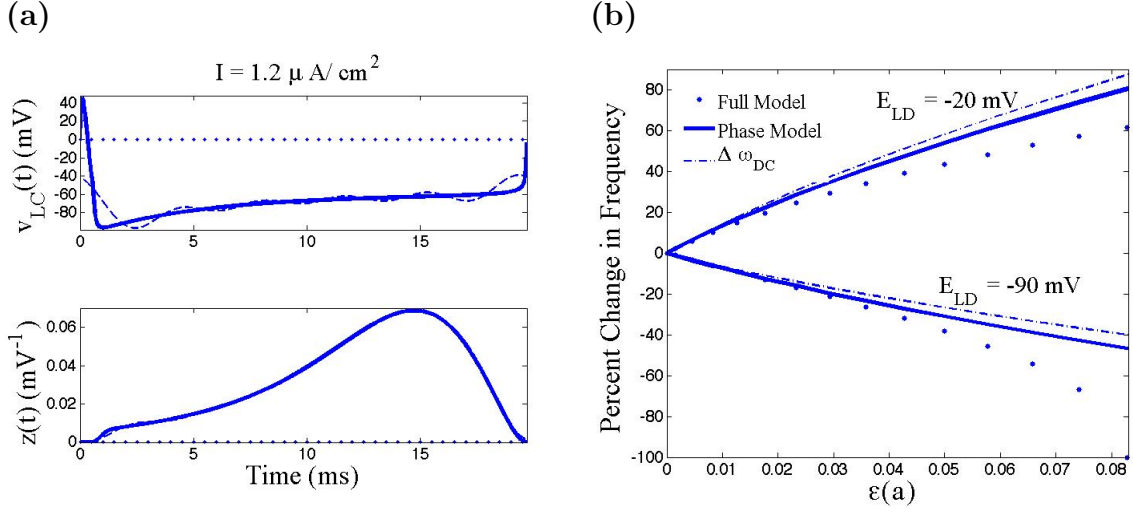 (a)
I = 1.2 μ A/ cm²
v_LC(t) (mV)
40
20
0
-20
-40
-60
-80
0
5
10
15
z(t) (mV⁻¹)
0.06
0.04
0.02
0
0
5
10
15
Time (ms)
(b)
Percent Change in Frequency
80
60
40
20
0
-20
-40
-60
-80
-100
Full Model
Phase Model
Δ ω_DC
E_LD = -20 mV
E_LD = -90 mV
0
0.01
0.02
0.03
0.04
0.05
0.06
0.07
0.08
ε(a)